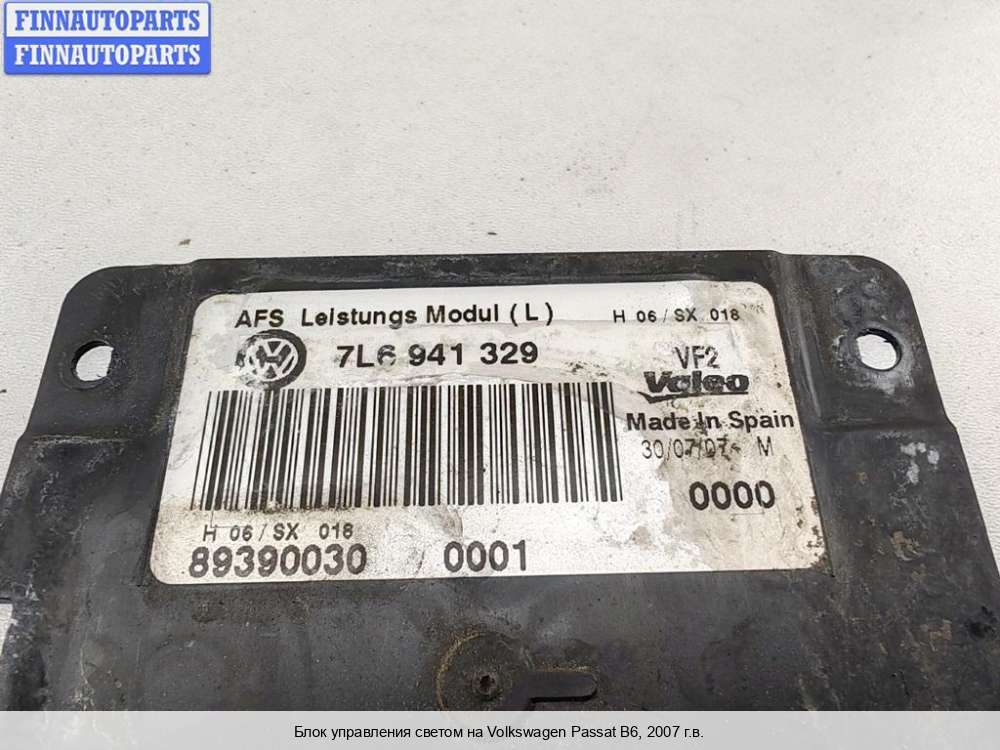 FINNAUTOPARTS
FINNAUTOPARTS
AFS Leistungs Modul (L) H 06/SX 018
7L6 941 329 VF2
Valeo
Made In Spain
30/07/07 M
0000
H 06/SX 018
89390030 0001
Блок управления светом на Volkswagen Passat B6, 2007 г.в.